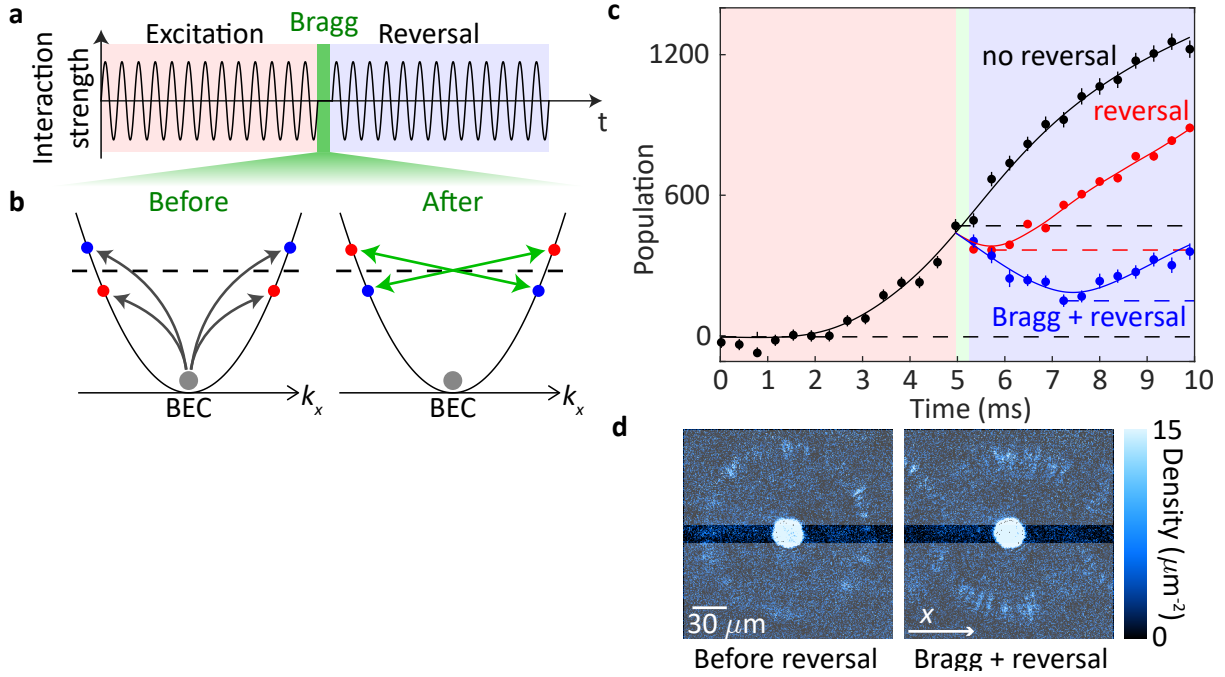 a
Excitation
Bragg
Reversal
Interaction
strength
t
b
Before
After
BEC
kₓ
BEC
kₓ
c
1200
600
0
Population
no reversal
reversal
Bragg + reversal
0 1 2 3 4 5 6 7 8 9 10
Time (ms)
d
30 μm
x
15
Density (μm⁻²)
0
Before reversal
Bragg + reversal